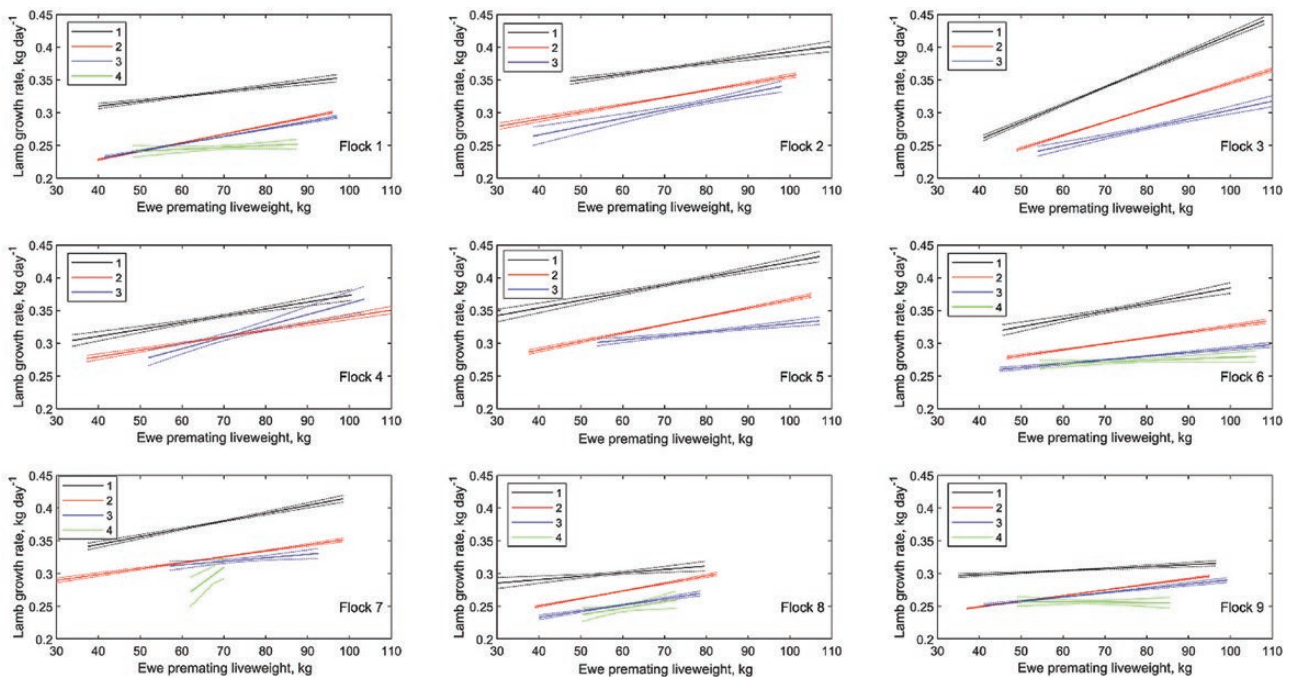 Lamb growth rate, kg day-1
0.45
0.4
0.35
0.3
0.25
0.2
1
2
3
4
Flock 1
30 40 50 60 70 80 90 100 110
Ewe premating liveweight, kg
Lamb growth rate, kg day-1
0.45
0.4
0.35
0.3
0.25
0.2
1
2
3
Flock 2
30 40 50 60 70 80 90 100 110
Ewe premating liveweight, kg
Lamb growth rate, kg day-1
0.45
0.4
0.35
0.3
0.25
0.2
1
2
3
Flock 3
30 40 50 60 70 80 90 100 110
Ewe premating liveweight, kg
Lamb growth rate, kg day-1
0.45
0.4
0.35
0.3
0.25
0.2
1
2
3
Flock 4
30 40 50 60 70 80 90 100 110
Ewe premating liveweight, kg
Lamb growth rate, kg day-1
0.45
0.4
0.35
0.3
0.25
0.2
1
2
3
Flock 5
30 40 50 60 70 80 90 100 110
Ewe premating liveweight, kg
Lamb growth rate, kg day-1
0.45
0.4
0.35
0.3
0.25
0.2
1
2
3
4
Flock 6
30 40 50 60 70 80 90 100 110
Ewe premating liveweight, kg
Lamb growth rate, kg day-1
0.45
0.4
0.35
0.3
0.25
0.2
1
2
3
4
Flock 7
30 40 50 60 70 80 90 100 110
Ewe premating liveweight, kg
Lamb growth rate, kg day-1
0.45
0.4
0.35
0.3
0.25
0.2
1
2
3
4
Flock 8
30 40 50 60 70 80 90 100 110
Ewe premating liveweight, kg
Lamb growth rate, kg day-1
0.45
0.4
0.35
0.3
0.25
0.2
1
2
3
4
Flock 9
30 40 50 60 70 80 90 100 110
Ewe premating liveweight, kg